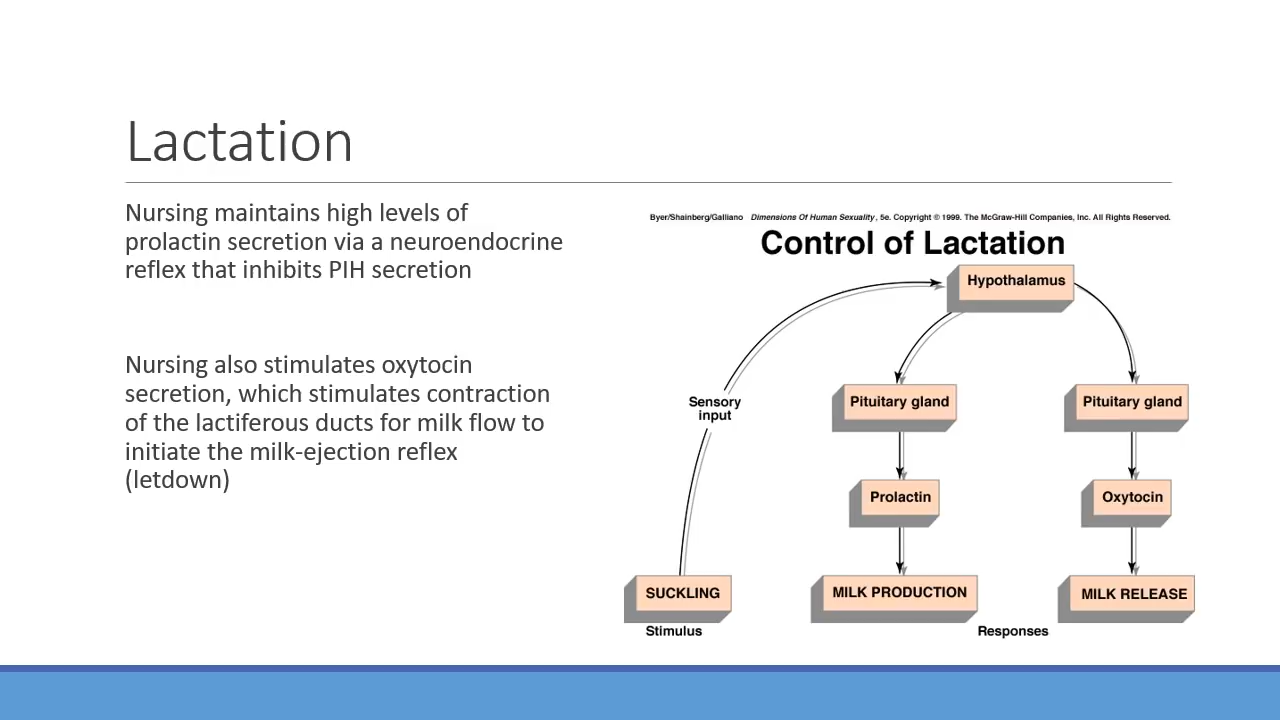 Lactation
Nursing maintains high levels of
prolactin secretion via a neuroendocrine
reflex that inhibits PIH secretion
Nursing also stimulates oxytocin
secretion, which stimulates contraction
of the lactiferous ducts for milk flow to
initiate the milk-ejection reflex
(letdown)
Byer/Shainberg/Galliano Dimensions Of Human Sexuality, 5e. Copyright © 1999. The McGraw-Hill Companies, Inc. All Rights Reserved.
Control of Lactation
Hypothalamus
Sensory
input
Pituitary gland
Pituitary gland
Prolactin
Oxytocin
SUCKLING
MILK PRODUCTION
MILK RELEASE
Stimulus
Responses